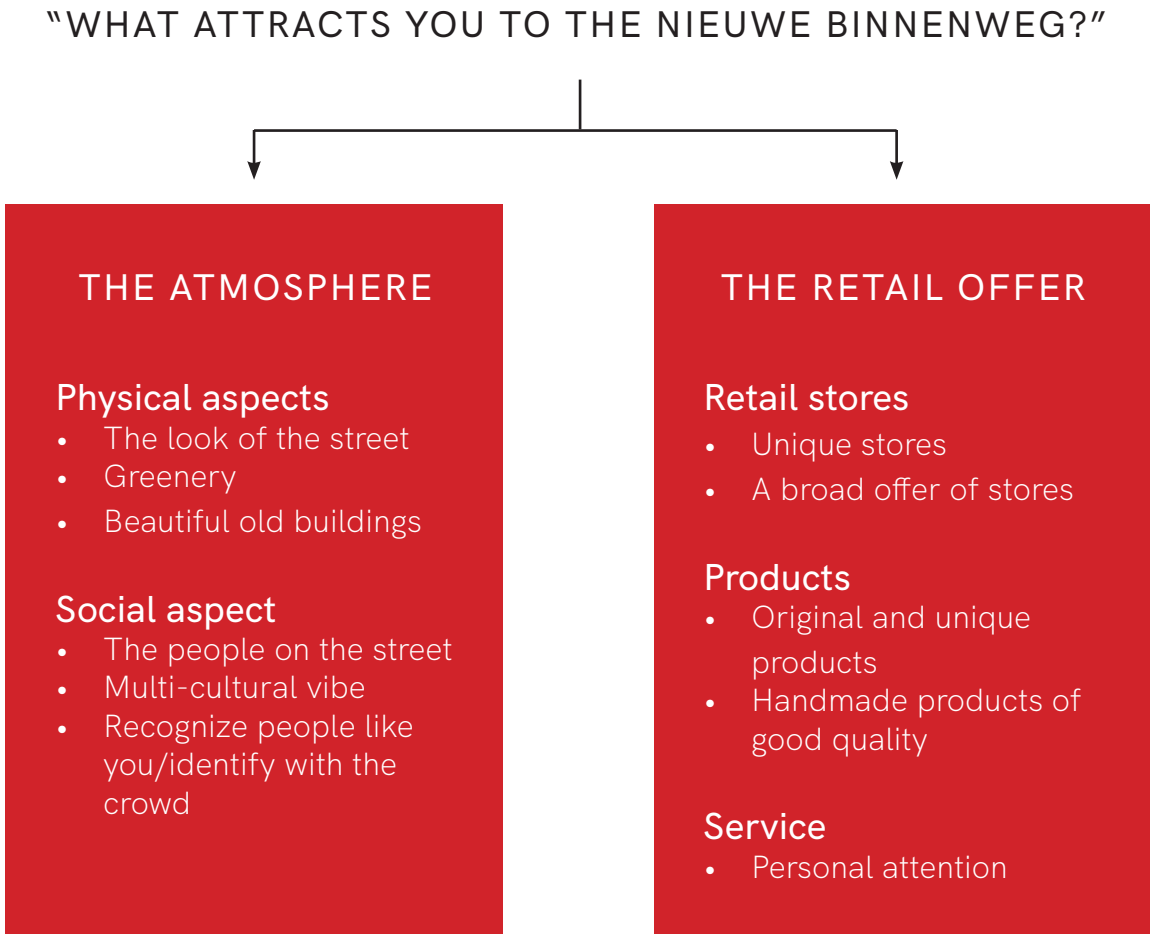 “WHAT ATTRACTS YOU TO THE NIEUWE BINNENWEG?”
THE ATMOSPHERE
Physical aspects
• The look of the street
• Greenery
• Beautiful old buildings
Social aspect
• The people on the street
• Multi-cultural vibe
• Recognize people like
you/identify with the
crowd
THE RETAIL OFFER
Retail stores
• Unique stores
• A broad offer of stores
Products
• Original and unique
products
• Handmade products of
good quality
Service
• Personal attention